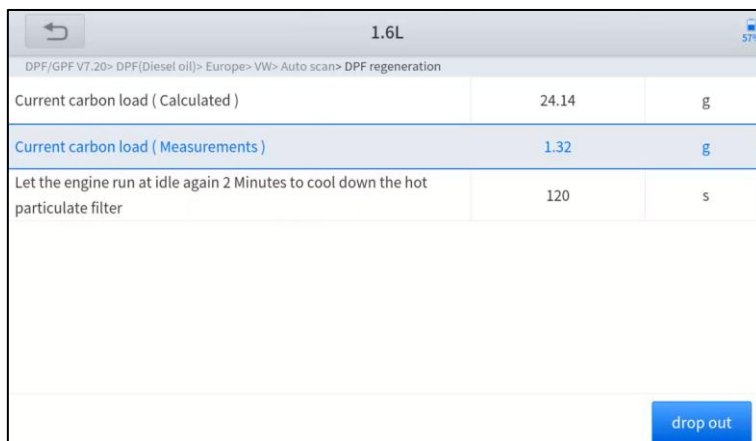 1.6L
57%
DPF/GPF V7.20> DPF(Diesel oil)> Europe> VW> Auto scan> DPF regeneration
Current carbon load ( Calculated ) 24.14 g
Current carbon load ( Measurements ) 1.32 g
Let the engine run at idle again 2 Minutes to cool down the hot
particulate filter 120 s
drop out